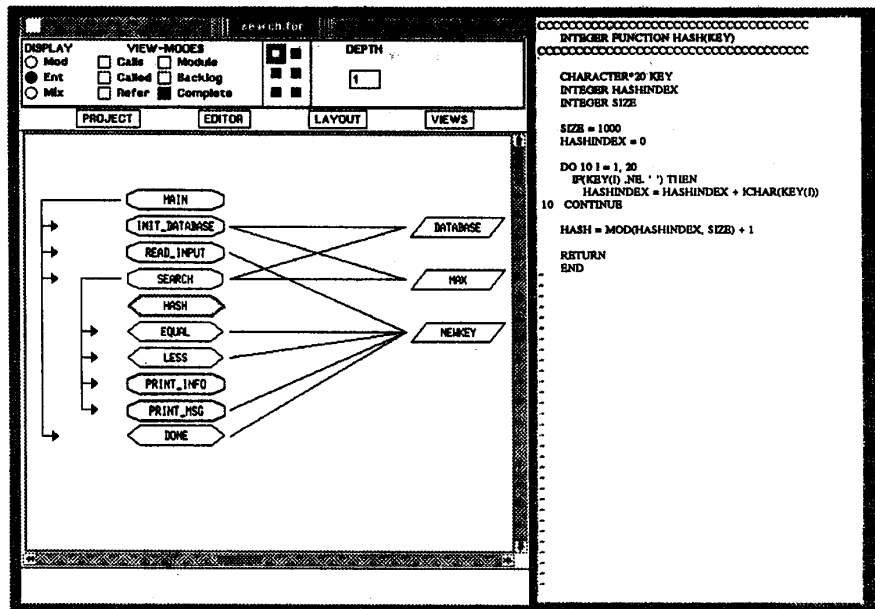 search.for
DISPLAY VIEW-MODES DEPTH
Mod Calls Module
Ent Called Backlog 1
Mix Refer Complete
PROJECT EDITOR LAYOUT VIEWS
MAIN
INIT_DATABASE DATABASE
READ_INPUT
SEARCH MAX
HASH
EQUAL NEWKEY
LESS
PRINT_INFO
PRINT_MSG
DONE
CCCCCCCCCCCCCCCCCCCCCCCCCCCCCCCCCCC
INTEGER FUNCTION HASH(KEY)
CCCCCCCCCCCCCCCCCCCCCCCCCCCCCCCCCCC
CHARACTER*20 KEY
INTEGER HASHINDEX
INTEGER SIZE
SIZE = 1000
HASHINDEX = 0
DO 10 I = 1, 20
IF(KEY(I) .NE. ' ') THEN
HASHINDEX = HASHINDEX + ICHAR(KEY(I))
10 CONTINUE
HASH = MOD(HASHINDEX, SIZE) + 1
RETURN
END